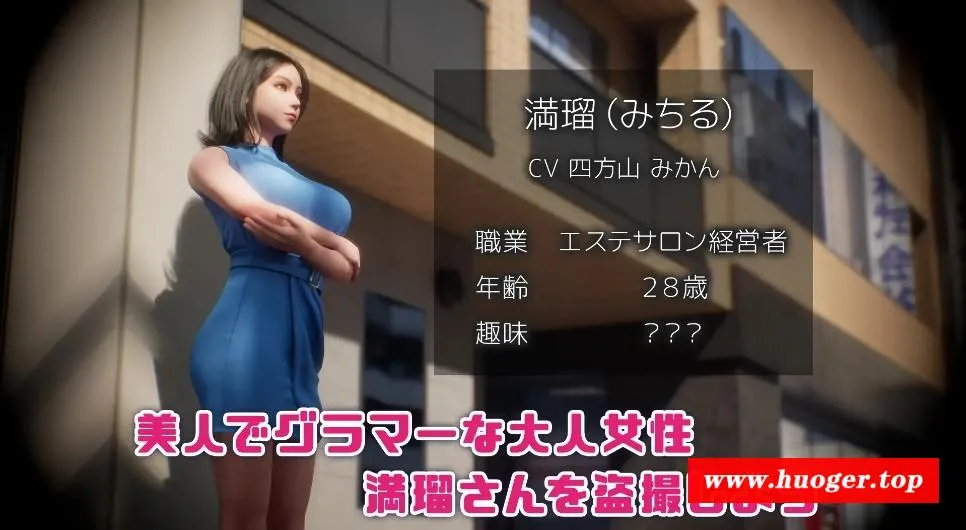 満瑠（みちる）
CV 四方山 みかん
職業 エステサロン経営者
年齢 28歳
趣味 ？？？
美人でグラマーな大人女性
満瑠さんを盗撮
www.huoger.top